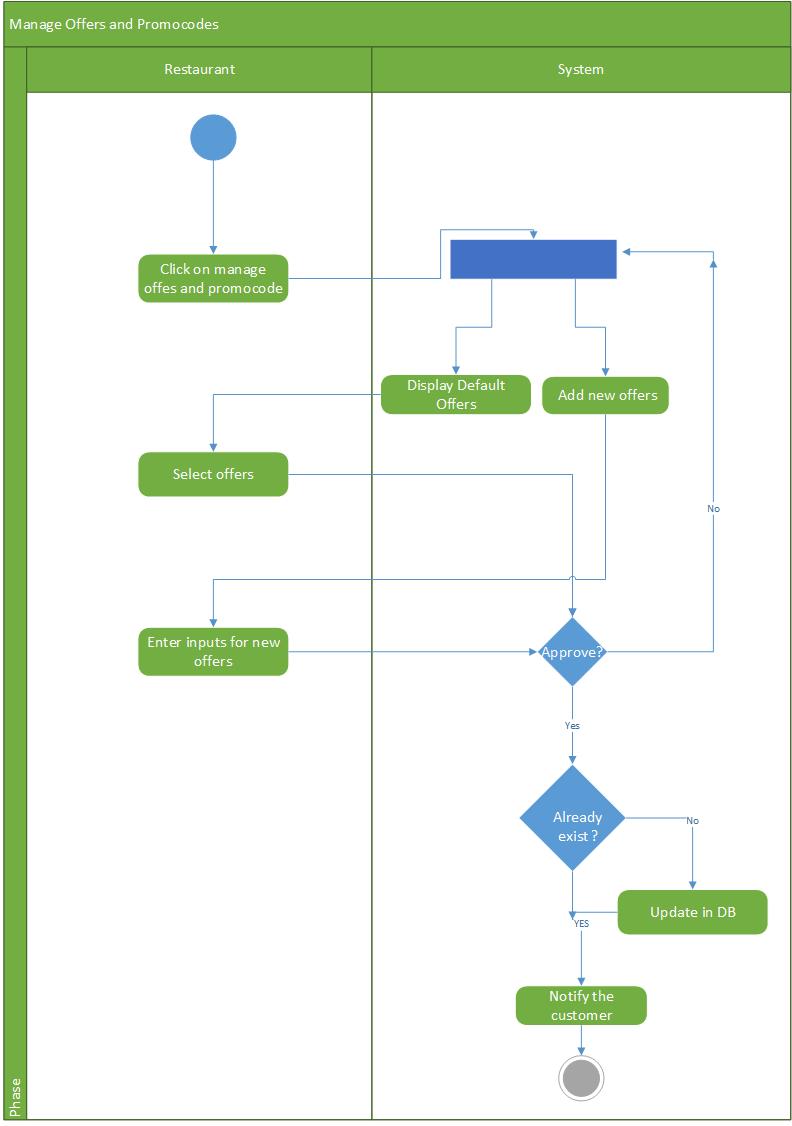 Manage Offers and Promocodes
Restaurant
System
Click on manage
offes and promocode
Display Default
Offers
Add new offers
Select offers
No
Enter inputs for new
offers
Approve?
Yes
Already
exist ?
No
Update in DB
YES
Notify the
customer
Phase